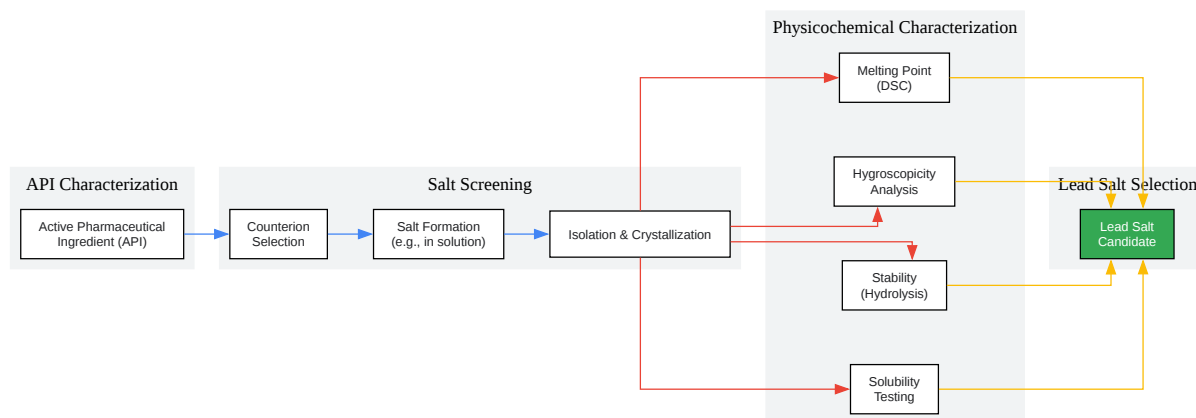 API Characterization
Active Pharmaceutical
Ingredient (API)
Salt Screening
Counterion
Selection
Salt Formation
(e.g., in solution)
Isolation & Crystallization
Physicochemical Characterization
Melting Point
(DSC)
Hygroscopicity
Analysis
Stability
(Hydrolysis)
Solubility
Testing
Lead Salt Selection
Lead Salt
Candidate